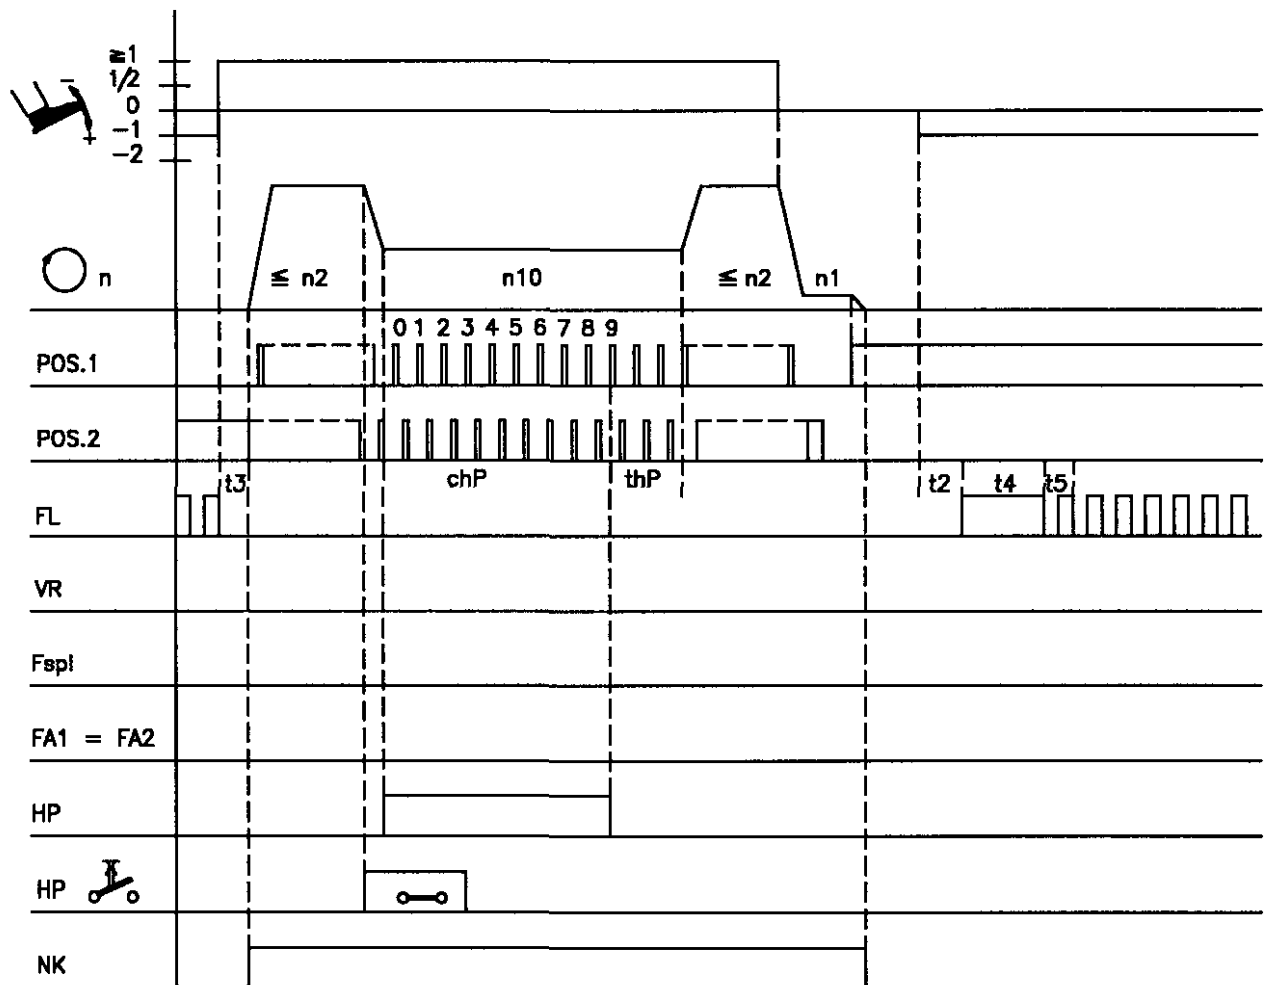 ≧1
1/2
0
-1
-2
-
+
n
≦ n2
n10
≦ n2
n1
0 1 2 3 4 5 6 7 8 9
POS.1
POS.2
t3
chP
thP
t2
t4
t5
FL
VR
Fspl
FA1 = FA2
HP
HP
NK